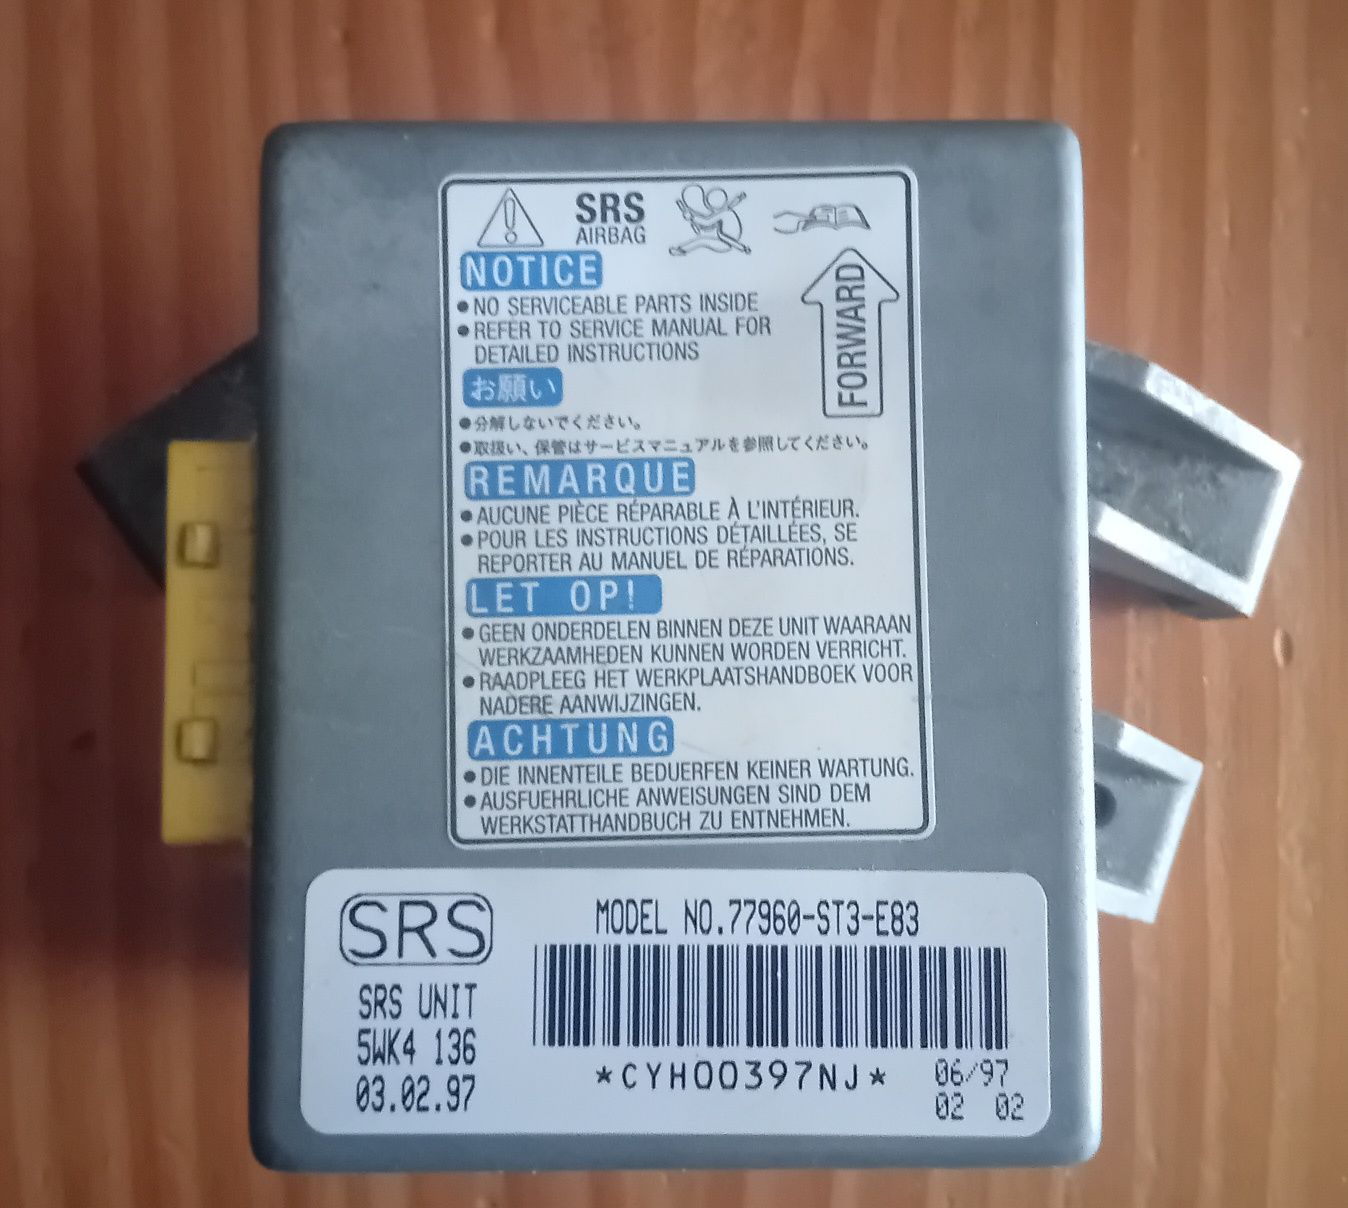 SRS
AIRBAG
NOTICE
•NO SERVICEABLE PARTS INSIDE
•REFER TO SERVICE MANUAL FOR
DETAILED INSTRUCTIONS
FORWARD
お願い
•分解しないでください。
•取扱い、保管はサービスマニュアルを参照してください。
REMARQUE
•AUCUNE PIÈCE RÉPARABLE À L'INTÉRIEUR.
•POUR LES INSTRUCTIONS DÉTAILLÉES, SE
REPORTER AU MANUEL DE RÉPARATIONS.
LET OP!
•GEEN ONDERDELEN BINNEN DEZE UNIT WAARAAN
WERKZAAMHEDEN KUNNEN WORDEN VERRICHT.
•RAADPLEEG HET WERKPLAATSHANDBOEK VOOR
NADERE AANWIJZINGEN.
ACHTUNG
•DIE INNENTEILE BEDUERFEN KEINER WARTUNG.
•AUSFUEHRLICHE ANWEISUNGEN SIND DEM
WERKSTATTHANDBUCH ZU ENTNEHMEN.
SRS
MODEL NO.77960-ST3-E83
SRS UNIT
5WK4 136
03.02.97
*CYH00397NJ*
06/97
02 02